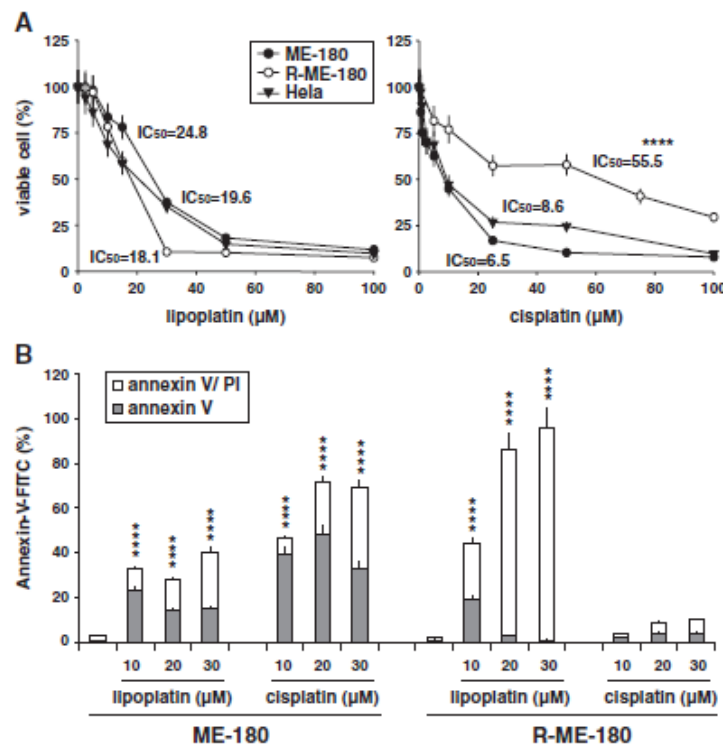 A
ME-180
R-ME-180
Hela
viable cell (%)
125
100
75
50
25
0
IC50=24.8
IC50=19.6
IC50=18.1
0 20 40 60 80 100
lipoplatin (µM)
125
100
75
50
25
0
****
IC50=55.5
IC50=8.6
IC50=6.5
0 20 40 60 80 100
cisplatin (µM)
B
annexin V/ PI
annexin V
Annexin-V-FITC (%)
120
100
80
60
40
20
0
**** **** **** **** **** **** **** **** ****
10 20 30 10 20 30 10 20 30 10 20 30
lipoplatin (µM) cisplatin (µM) lipoplatin (µM) cisplatin (µM)
ME-180 R-ME-180